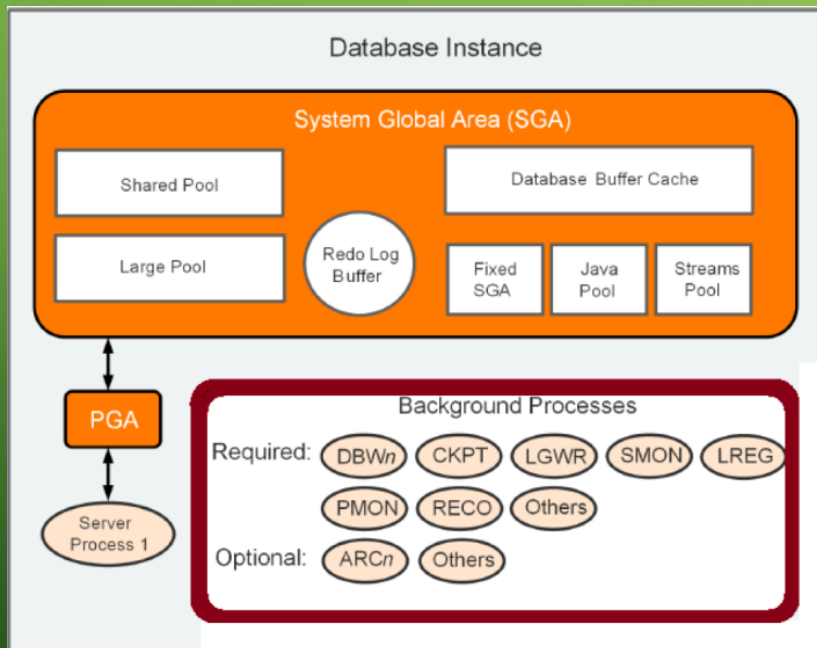 Database Instance
System Global Area (SGA)
Shared Pool
Database Buffer Cache
Large Pool
Redo Log
Buffer
Fixed
SGA
Java
Pool
Streams
Pool
PGA
Server
Process 1
Background Processes
Required: DBWn CKPT LGWR SMON LREG
PMON RECO Others
Optional: ARCn Others